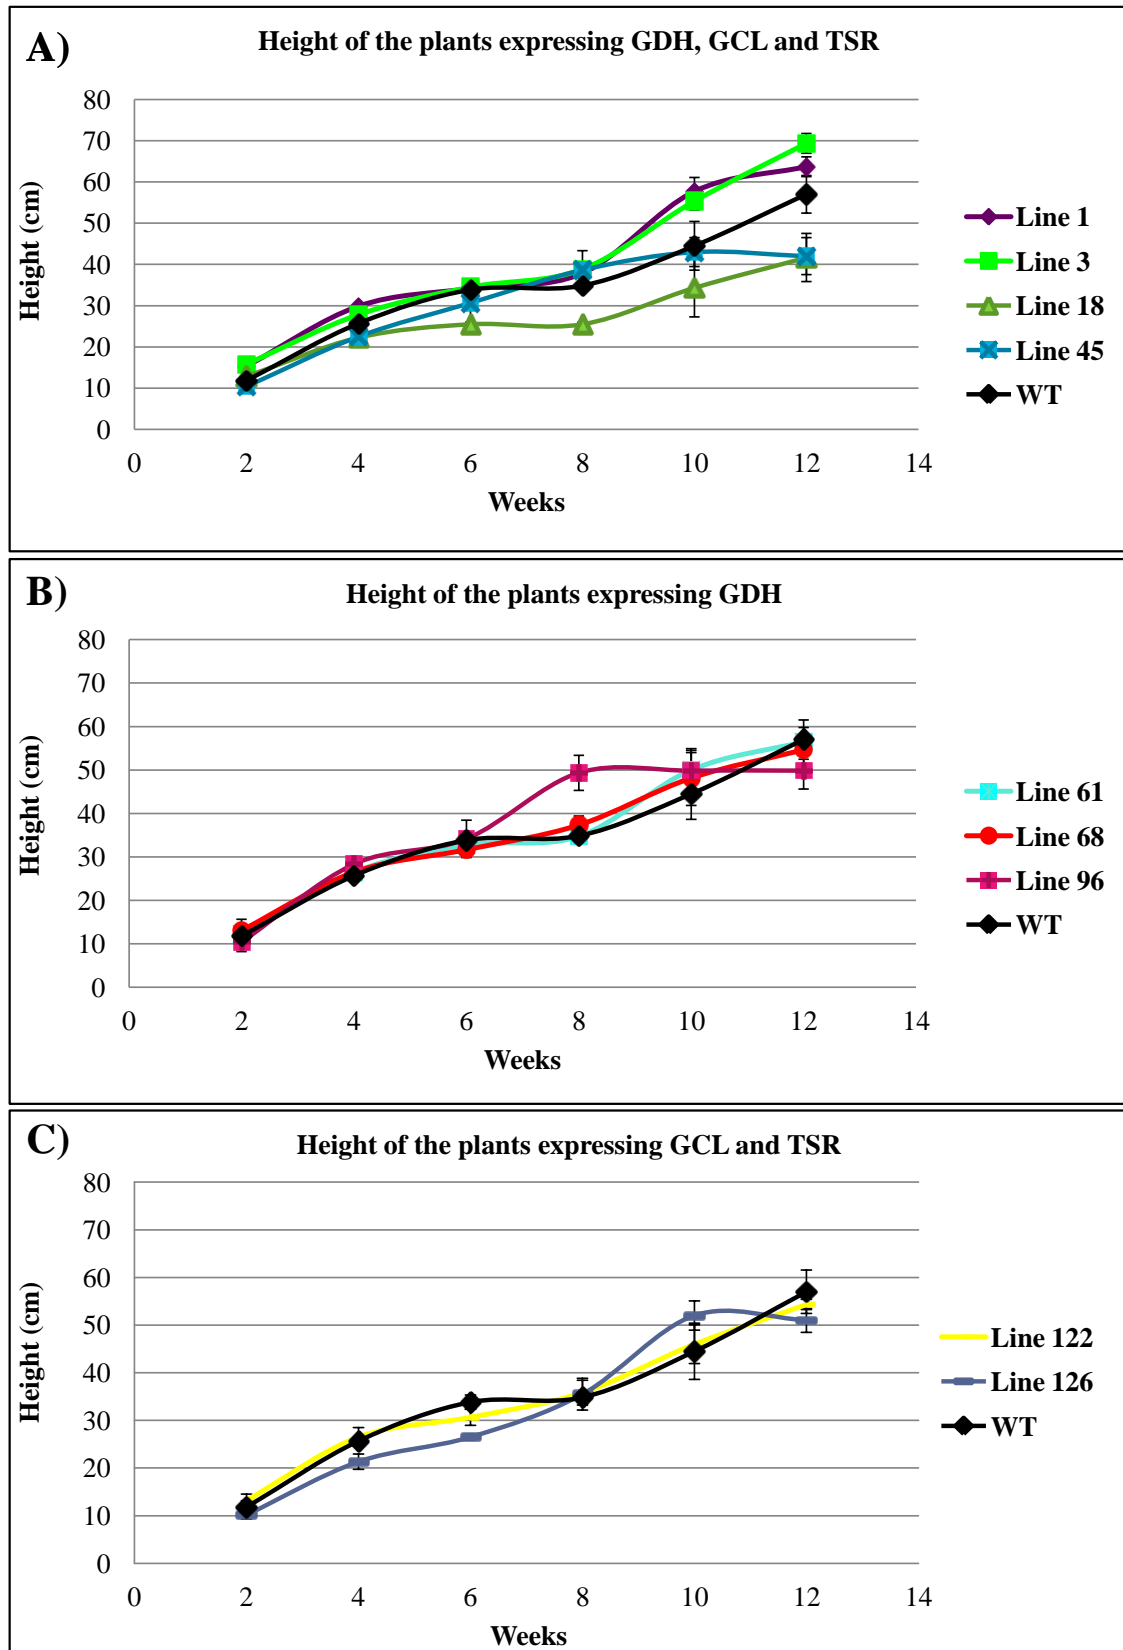 A)
Height of the plants expressing GDH, GCL and TSR
80
70
60
50
40
30
20
10
0
Height (cm)
0 2 4 6 8 10 12 14
Weeks
Line 1
Line 3
Line 18
Line 45
WT
B)
Height of the plants expressing GDH
80
70
60
50
40
30
20
10
0
Height (cm)
0 2 4 6 8 10 12 14
Weeks
Line 61
Line 68
Line 96
WT
C)
Height of the plants expressing GCL and TSR
80
70
60
50
40
30
20
10
0
Height (cm)
0 2 4 6 8 10 12 14
Weeks
Line 122
Line 126
WT